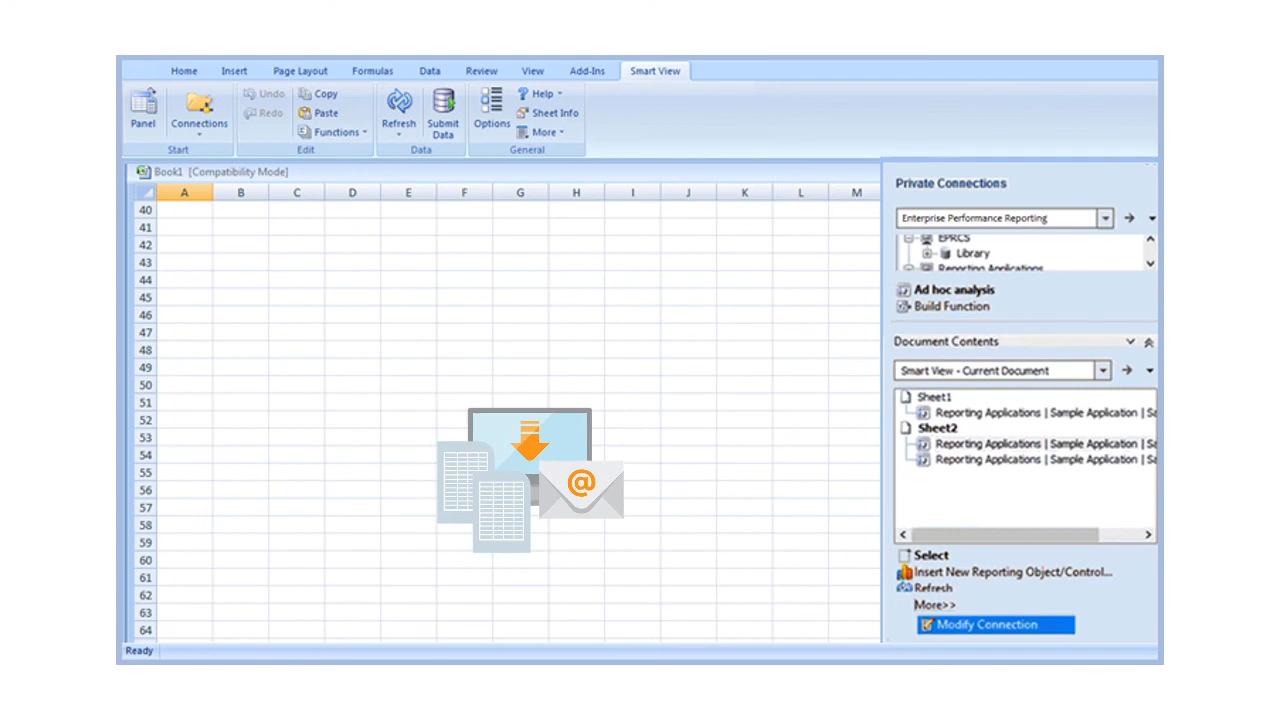 Home Insert Page Layout Formulas Data Review View Add-Ins Smart View
Panel
Connections
Start
Undo
Redo
Copy
Paste
Functions
Edit
Refresh
Submit Data
Data
Options
Help
Sheet Info
More
General
Book1 [Compatibility Mode]
A B C D E F G H I J K L M
40
41
42
43
44
45
46
47
48
49
50
51
52
53
54
55
56
57
58
59
60
61
62
63
64
@
Private Connections
Enterprise Performance Reporting
EPRCS
Library
Reporting Applications
Ad hoc analysis
Build Function
Document Contents
Smart View - Current Document
Sheet1
Reporting Applications | Sample Application | Sa
Sheet2
Reporting Applications | Sample Application | Sa
Reporting Applications | Sample Application | Sa
Select
Insert New Reporting Object/Control...
Refresh
More>>
Modify Connection
Ready